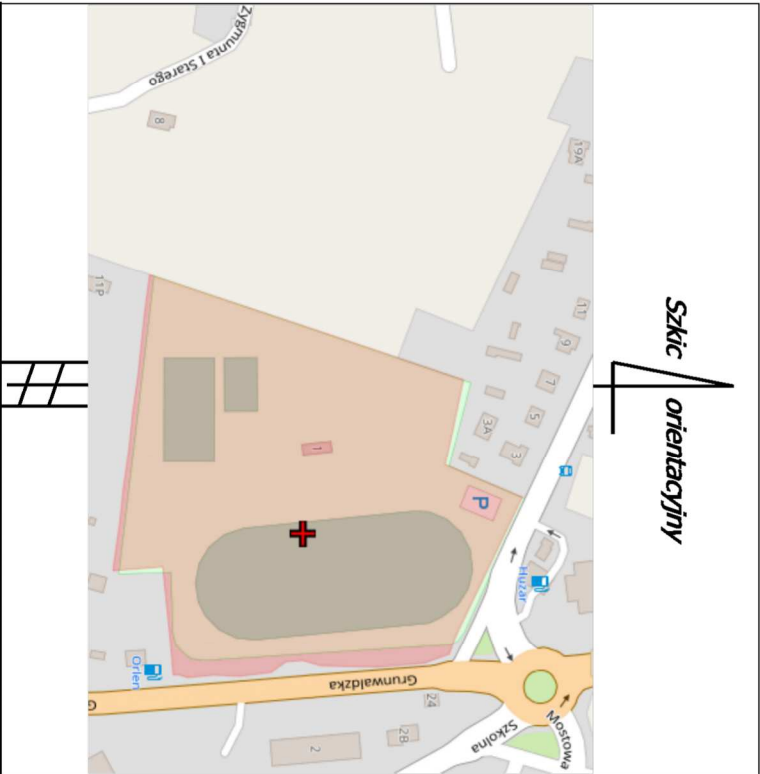 Szkic orientacyjny
Zygmunta I Starego
8
19A
11
9
7
5
3A
3
11P
1
P
Huzar
Orlen
Grunwaldzka
G
24
2B
2
Szkolna
Mostowa